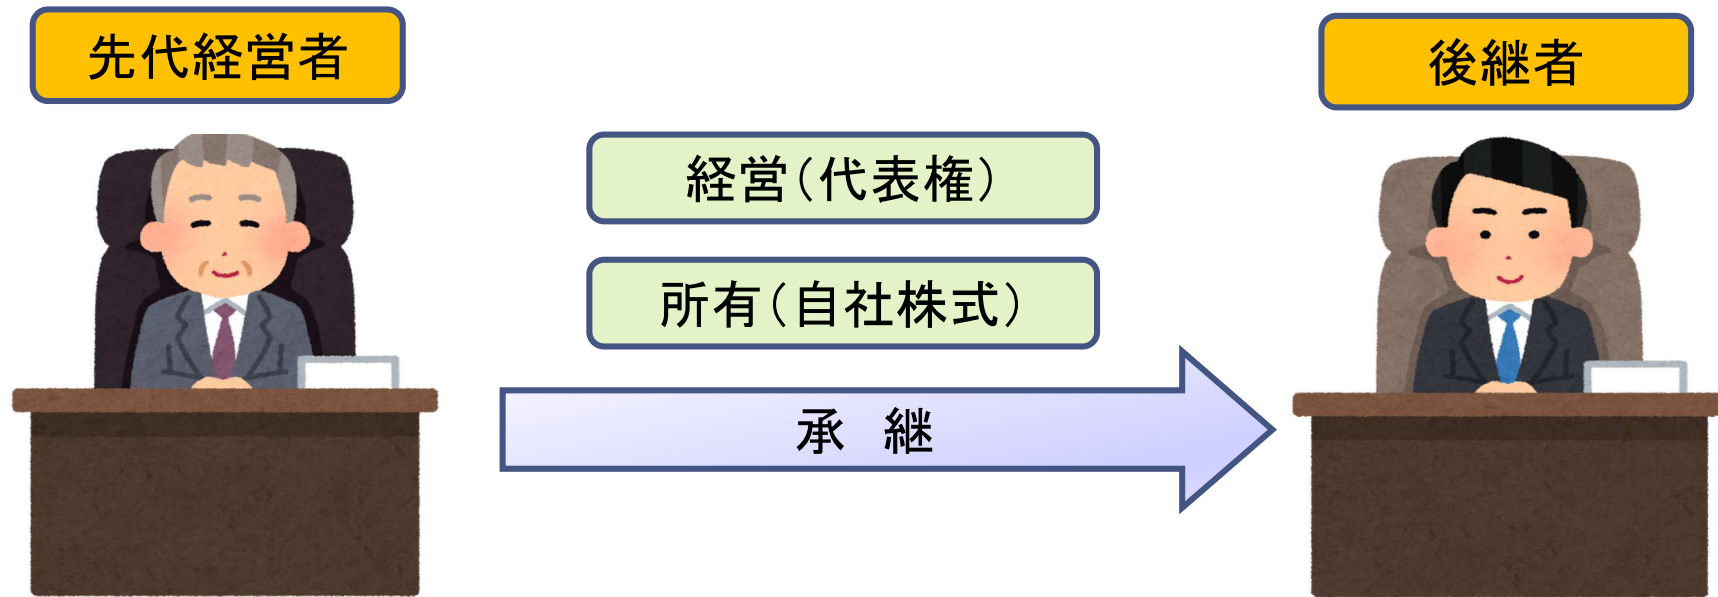 先代経営者
後継者
経営（代表権）
所有（自社株式）
承　継